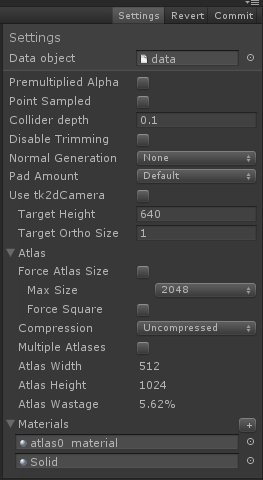 Settings Revert Commit
Settings
Data object data
Premultiplied Alpha
Point Sampled
Collider depth 0.1
Disable Trimming
Normal Generation None
Pad Amount Default
Use tk2dCamera
Target Height 640
Target Ortho Size 1
Atlas
Force Atlas Size
Max Size 2048
Force Square
Compression Uncompressed
Multiple Atlases
Atlas Width 512
Atlas Height 1024
Atlas Wastage 5.62%
Materials +
atlas0 material
Solid